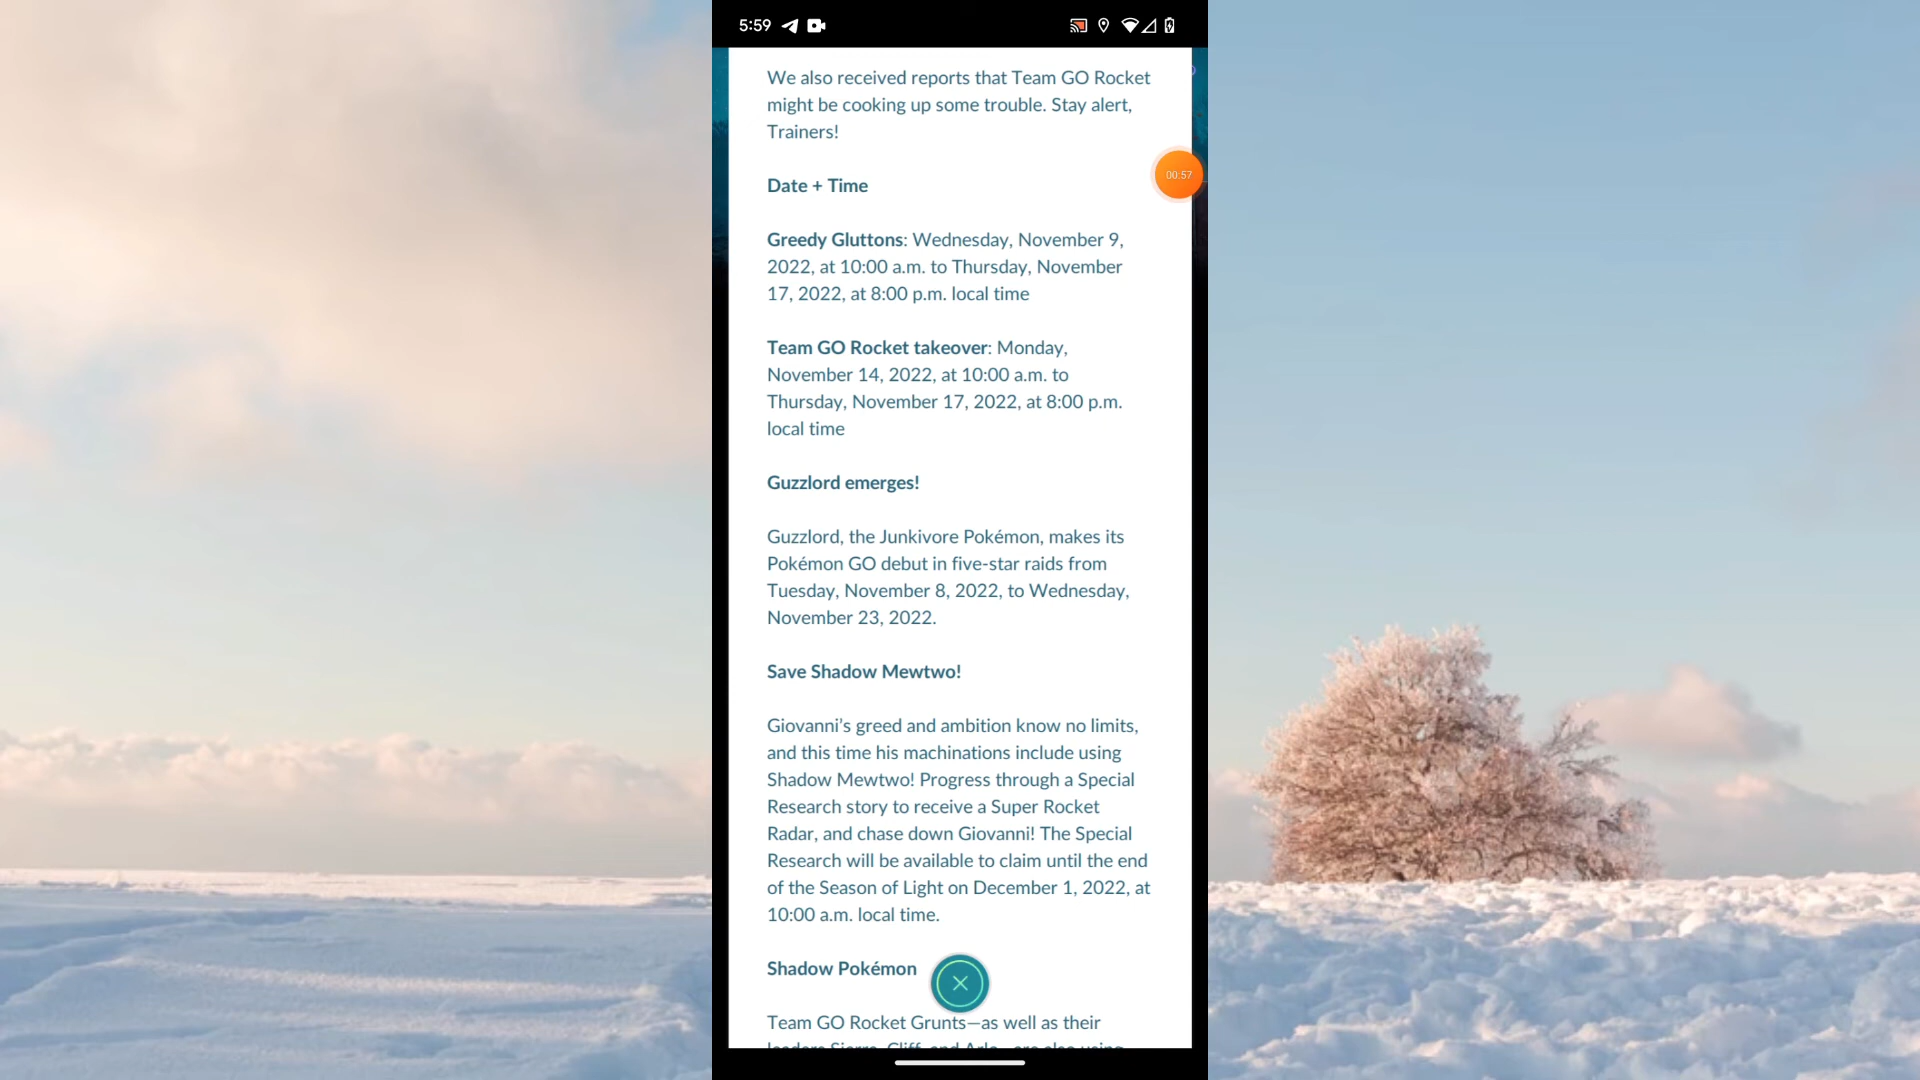 5:59
We also received reports that Team GO Rocket
might be cooking up some trouble. Stay alert,
Trainers!
00:57
Date + Time
Greedy Gluttons: Wednesday, November 9,
2022, at 10:00 a.m. to Thursday, November
17, 2022, at 8:00 p.m. local time
Team GO Rocket takeover: Monday,
November 14, 2022, at 10:00 a.m. to
Thursday, November 17, 2022, at 8:00 p.m.
local time
Guzzlord emerges!
Guzzlord, the Junkivore Pokémon, makes its
Pokémon GO debut in five-star raids from
Tuesday, November 8, 2022, to Wednesday,
November 23, 2022.
Save Shadow Mewtwo!
Giovanni’s greed and ambition know no limits,
and this time his machinations include using
Shadow Mewtwo! Progress through a Special
Research story to receive a Super Rocket
Radar, and chase down Giovanni! The Special
Research will be available to claim until the end
of the Season of Light on December 1, 2022, at
10:00 a.m. local time.
Shadow Pokémon
Team GO Rocket Grunts—as well as their
leaders Sierra, Cliff, and Arlo—are also using